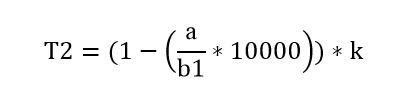 T2 = (1 − (a/b1 * 10000)) * k